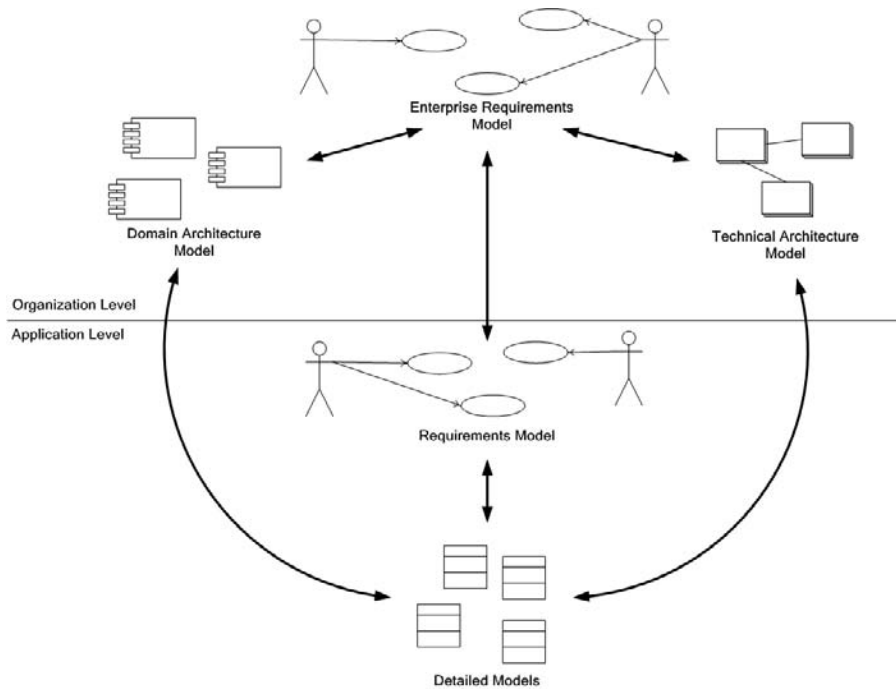 Enterprise Requirements
Model
Domain Architecture
Model
Technical Architecture
Model
Organization Level
Application Level
Requirements Model
Detailed Models